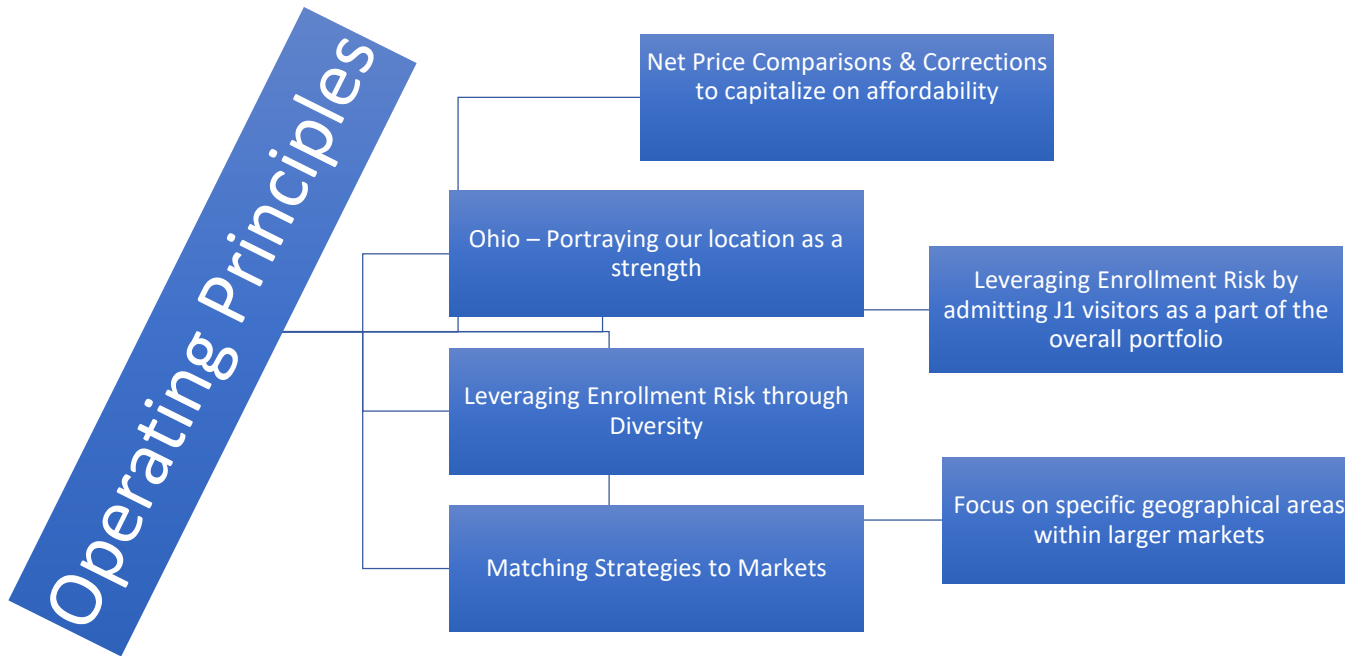 Operating Principles
Net Price Comparisons & Corrections
to capitalize on affordability
Ohio – Portraying our location as a
strength
Leveraging Enrollment Risk by
admitting J1 visitors as a part of the
overall portfolio
Leveraging Enrollment Risk through
Diversity
Matching Strategies to Markets
Focus on specific geographical areas
within larger markets